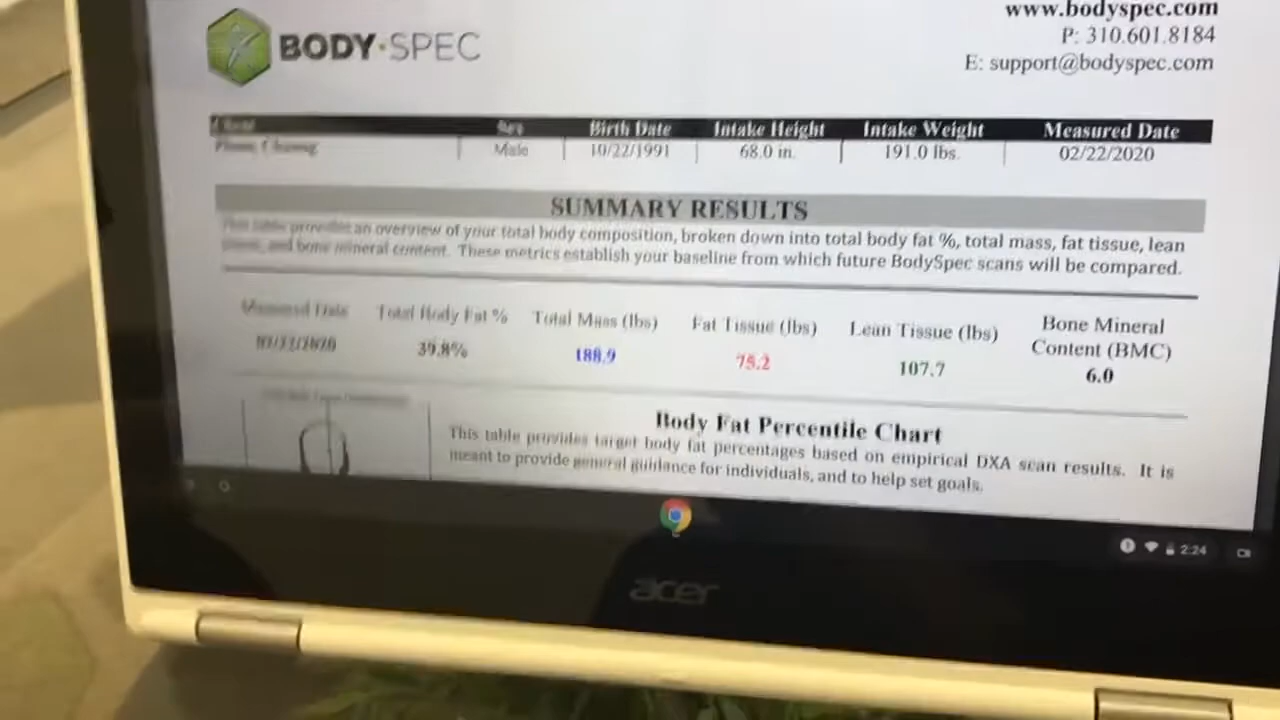 www.bodyspec.com
BODY•SPEC
P: 310.601.8184
E: support@bodyspec.com
Sex Birth Date Intake Height Intake Weight Measured Date
Male 10/22/1991 68.0 in. 191.0 lbs. 02/22/2020
SUMMARY RESULTS
This table provides an overview of your total body composition, broken down into total body fat %, total mass, fat tissue, lean
and bone mineral content. These metrics establish your baseline from which future BodySpec scans will be compared.
Measured Date Total Body Fat % Total Mass (lbs) Fat Tissue (lbs) Lean Tissue (lbs) Bone Mineral
Content (BMC)
39.8% 188.9 75.2 107.7 6.0
Body Fat Percentile Chart
This table provides target body fat percentages based on empirical DXA scan results. It is
meant to provide general guidance for individuals, and to help set goals.
2:24
acer